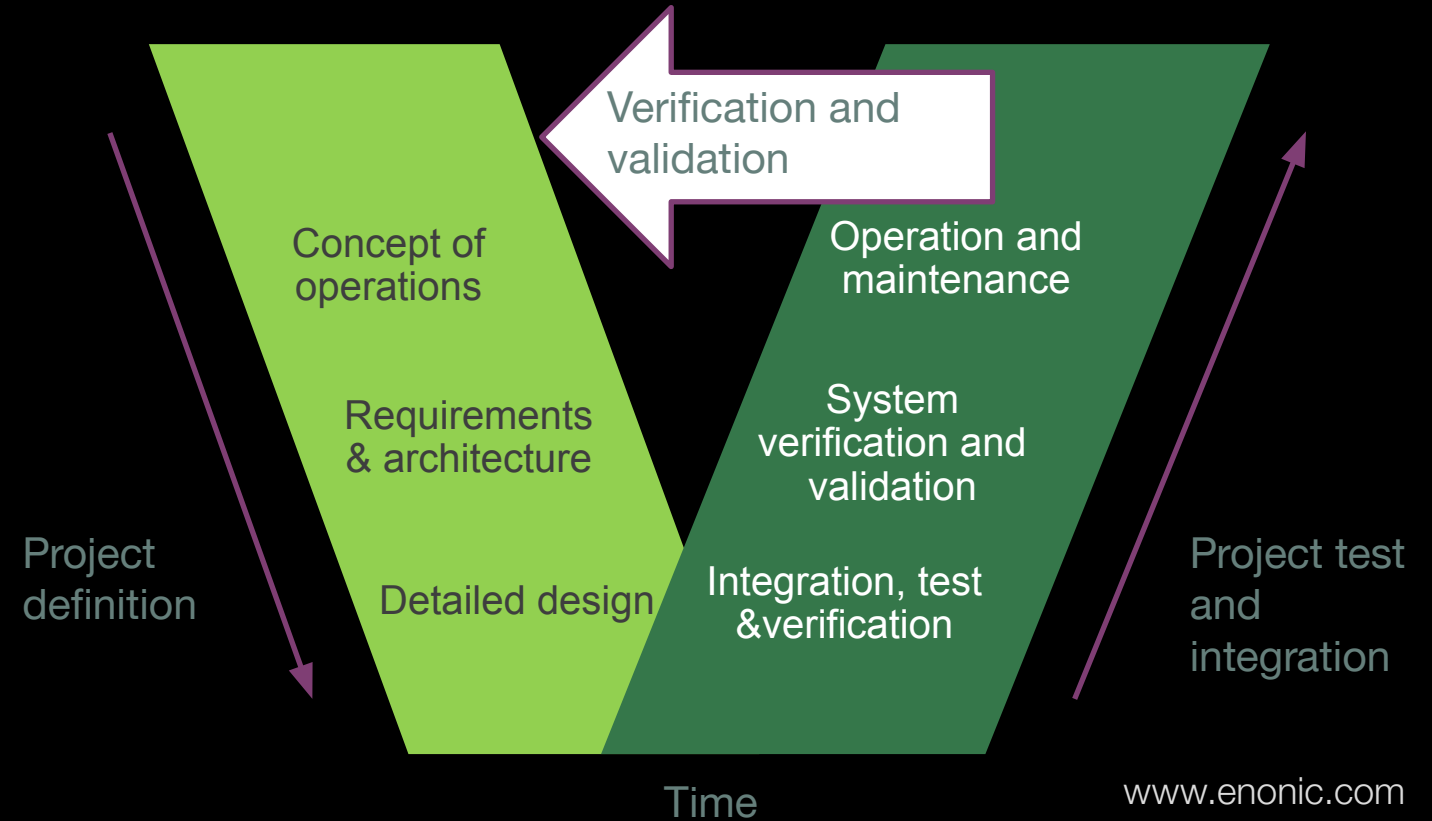 Verification and
validation
Concept of
operations
Requirements
& architecture
Detailed design
Operation and
maintenance
System
verification and
validation
Integration, test
&verification
Project
definition
Project test
and
integration
Time
www.enonic.com